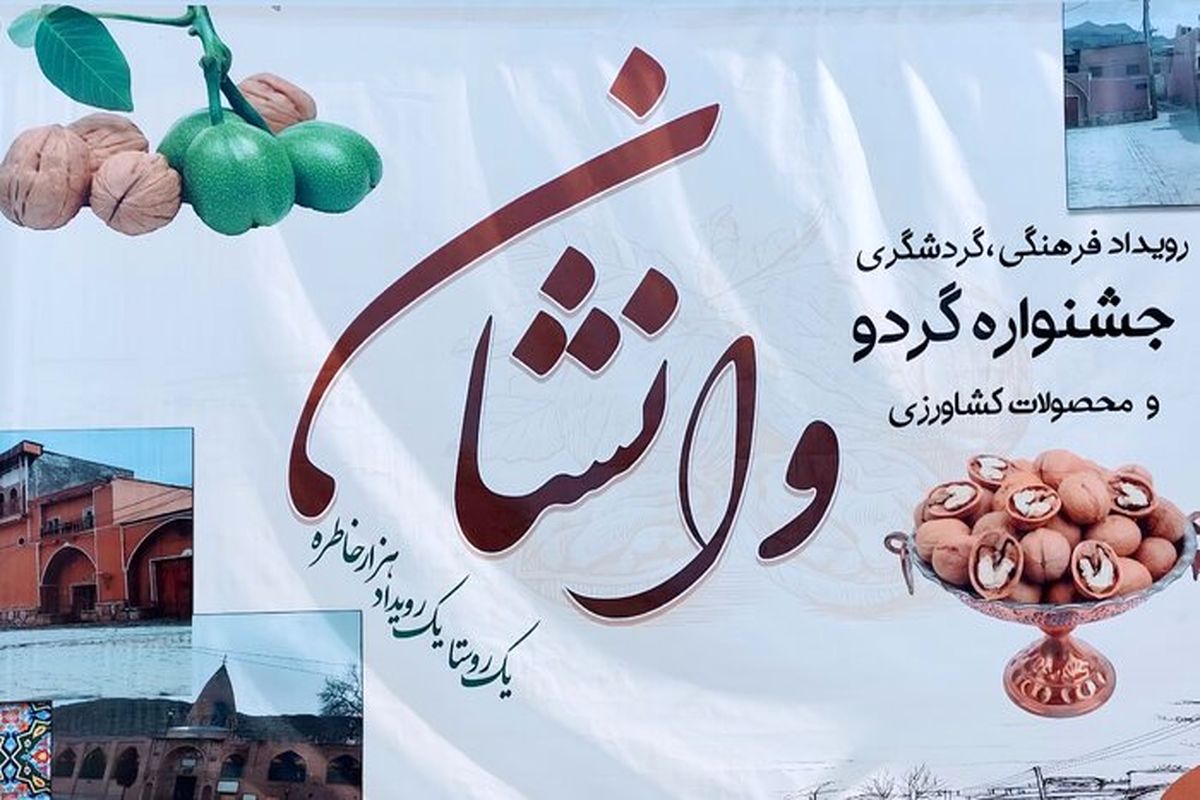 رویداد فرهنگی، گردشگری
جشنواره گردو
و محصولات کشاورزی
وانشان
یک روستا یک رویداد هزار خاطره